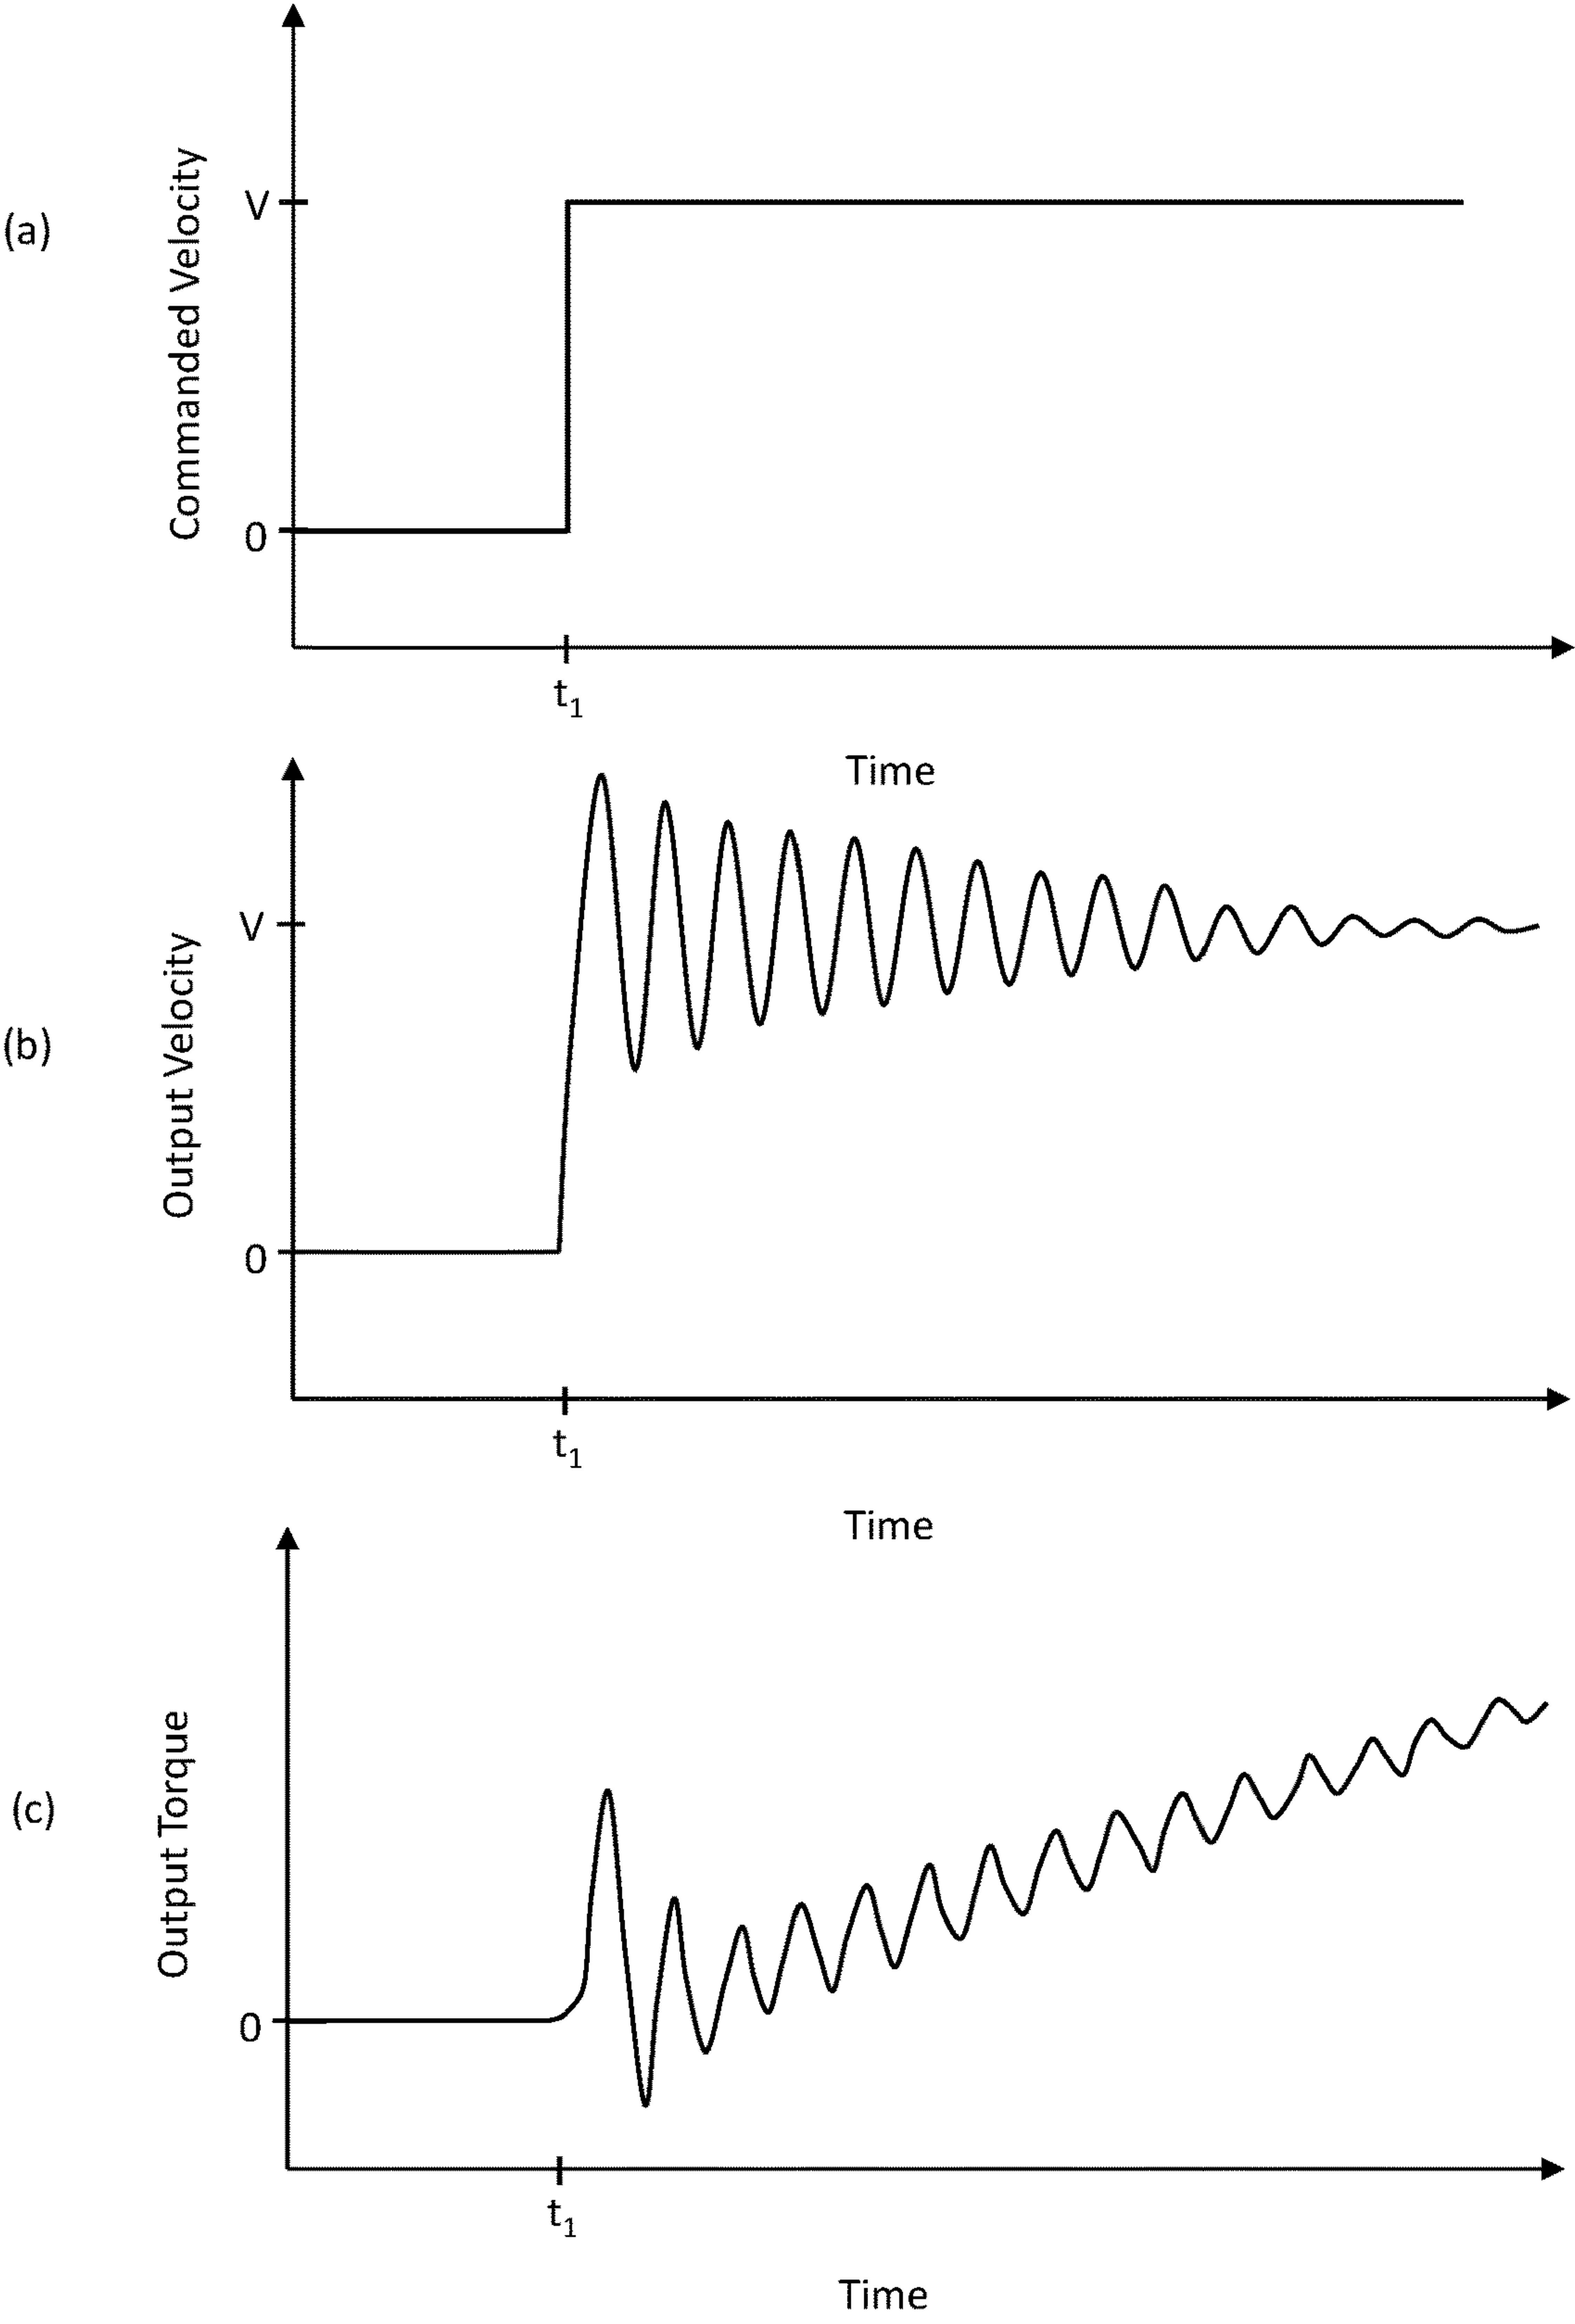 (a)
Commanded Velocity
V
0
t1
Time
(b)
Output Velocity
V
0
t1
Time
(c)
Output Torque
0
t1
Time